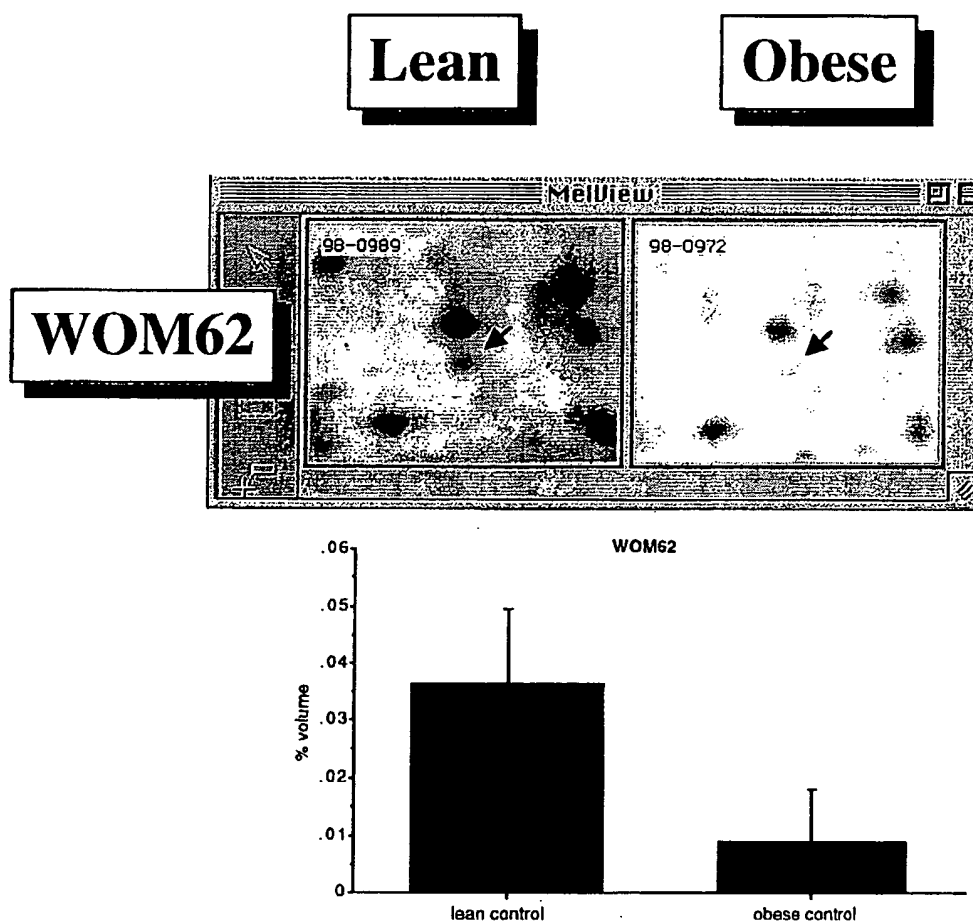 Lean
Obese
MelView
98-0989
98-0972
WOM62
WOM62
.06
.05
.04
.03
.02
.01
0
% volume
lean control
obese control